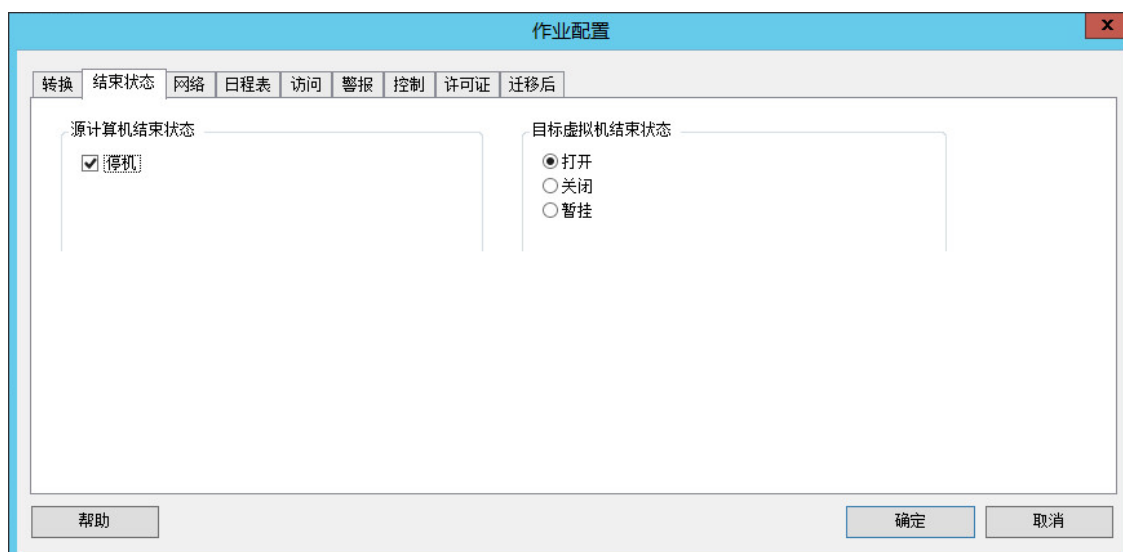 作业配置
x
转换 结束状态 网络 日程表 访问 警报 控制 许可证 迁移后
源计算机结束状态 目标虚拟机结束状态
停机 打开
关闭
暂挂
帮助 确定 取消